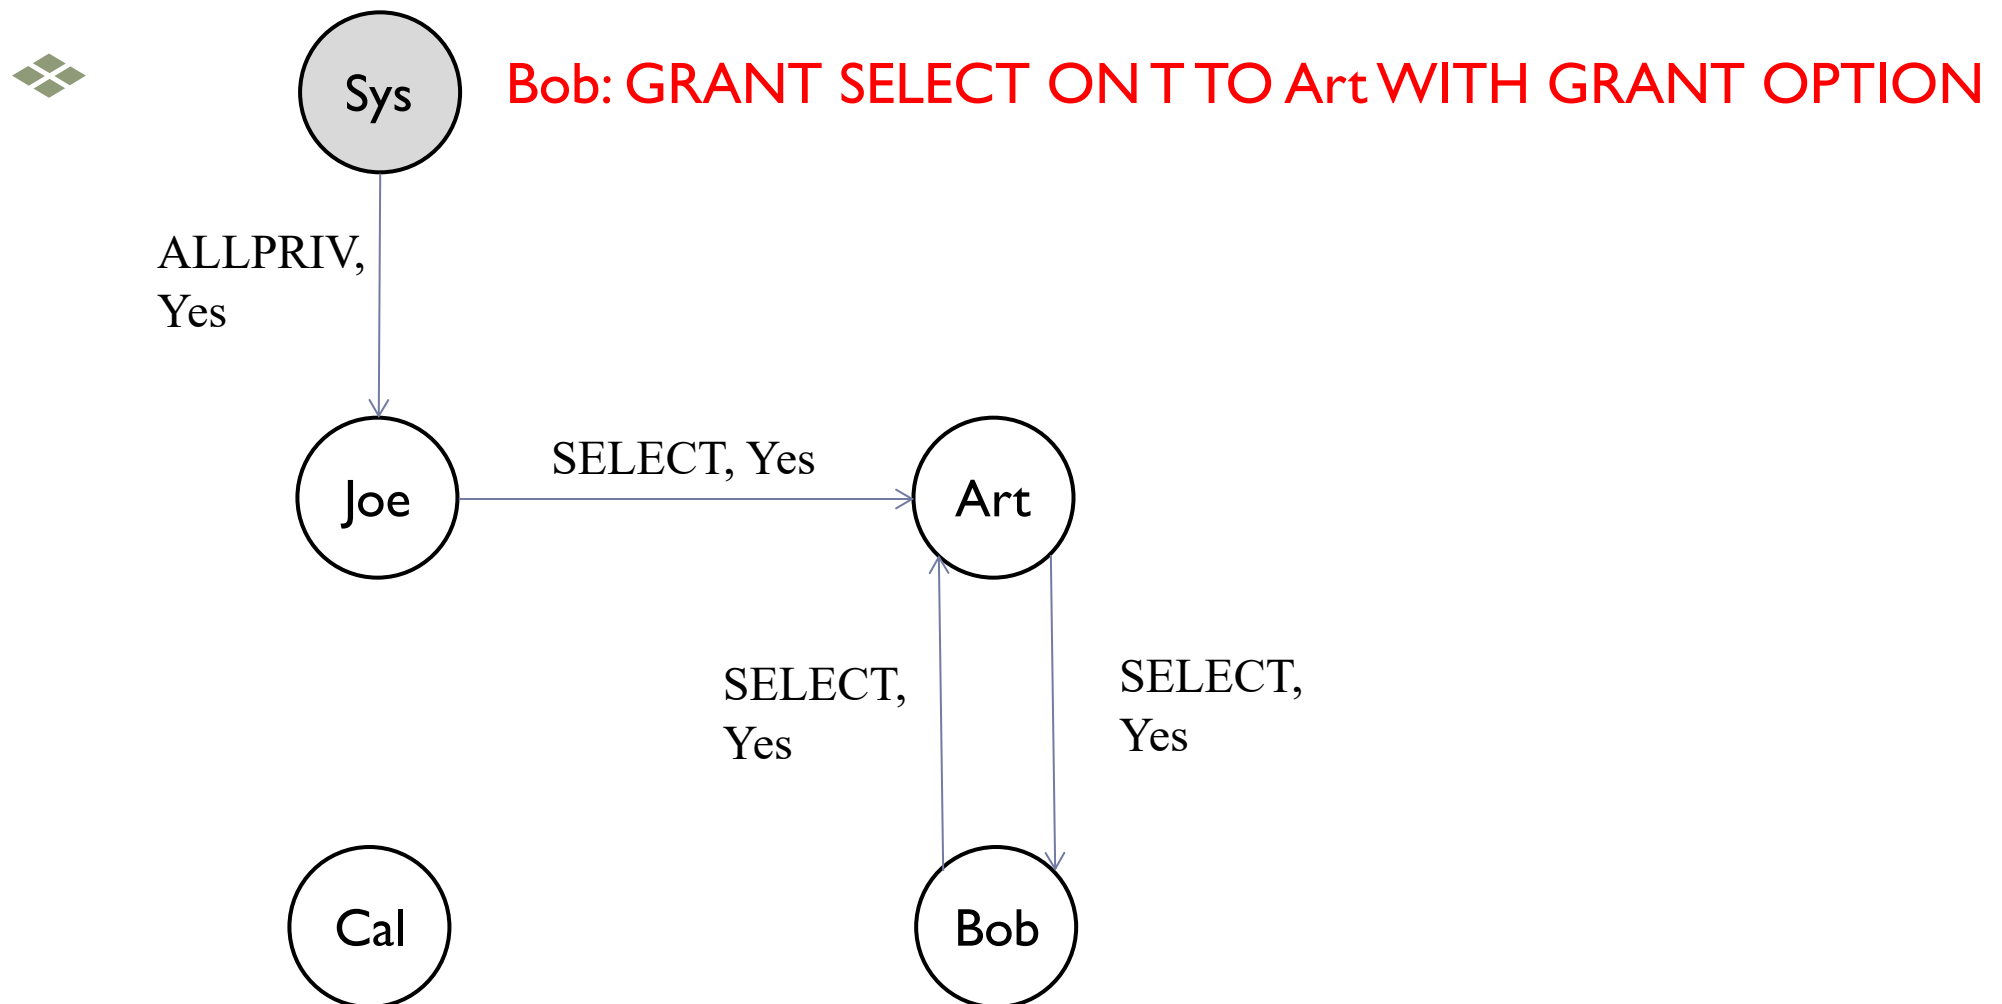 Sys
Bob: GRANT SELECT ON T TO Art WITH GRANT OPTION
ALLPRIV,
Yes
Joe
SELECT, Yes
Art
SELECT,
Yes
SELECT,
Yes
Cal
Bob